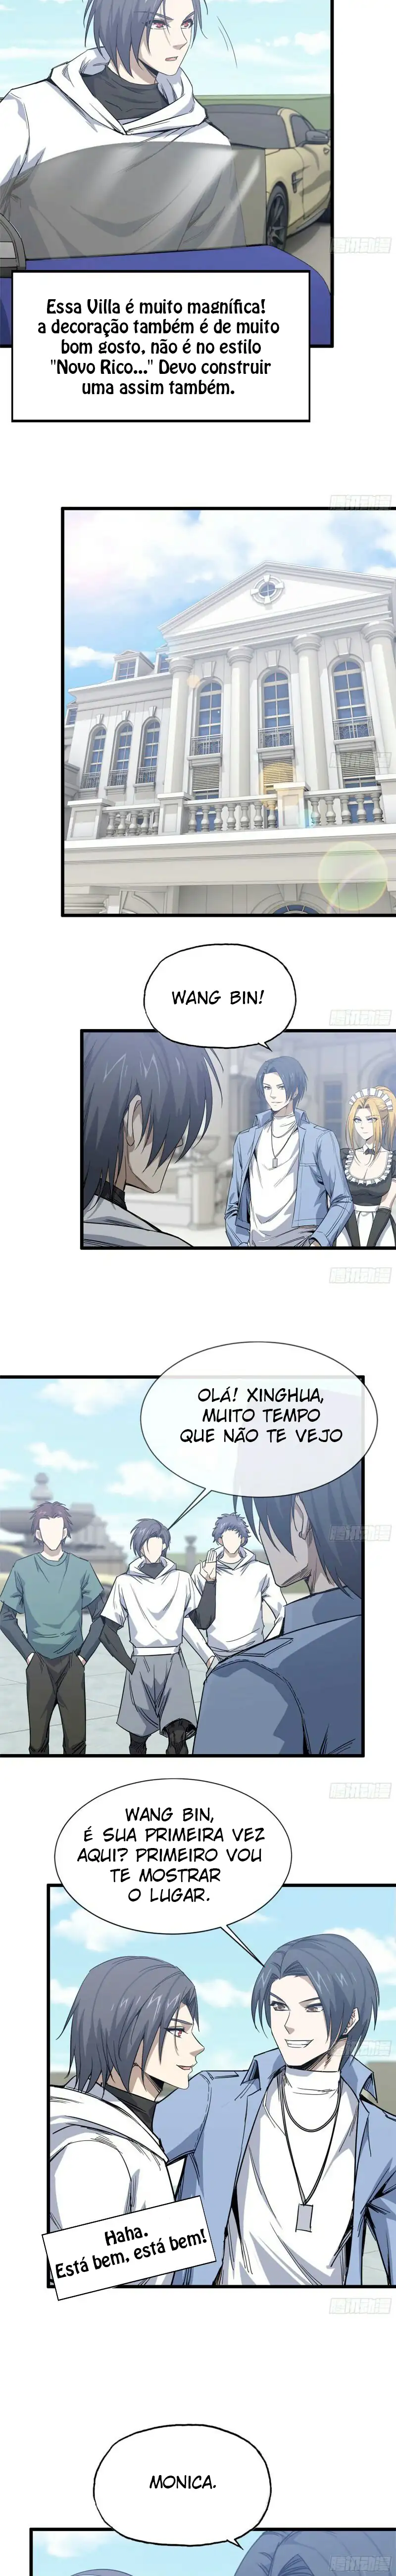 Essa Villa é muito magnífica!
a decoração também é de muito
bom gosto, não é no estilo
"Novo Rico..." Devo construir
uma assim também.
WANG BIN!
OLÁ! XINGHUA,
MUITO TEMPO
QUE NÃO TE VEJO
WANG BIN,
É SUA PRIMEIRA VEZ
AQUI? PRIMEIRO VOU
TE MOSTRAR
O LUGAR.
Haha.
Está bem, está bem!
MONICA.